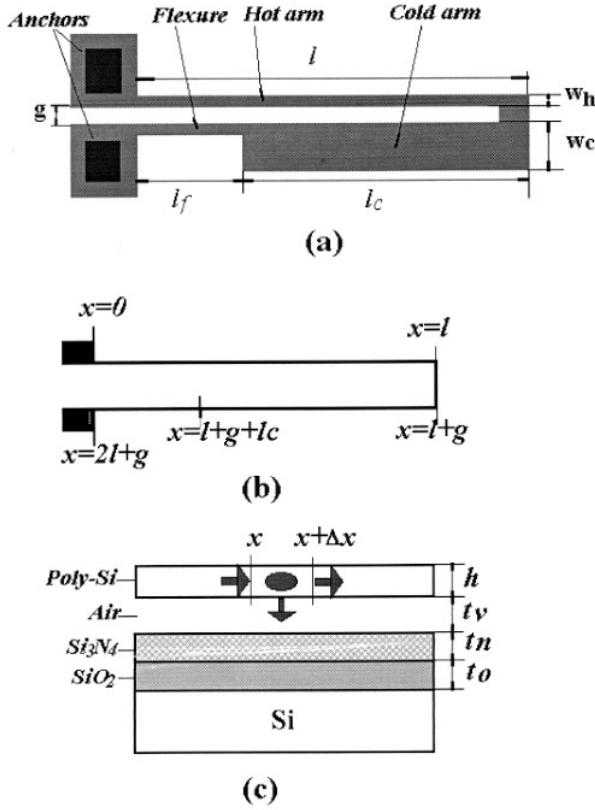 Anchors Flexure Hot arm Cold arm
l
g
wh
wc
lf lc
(a)
x=0 x=l
x=l+g+lc x=l+g
x=2l+g
(b)
x x+Δx
Poly-Si h
Air tv
Si3N4 tn
SiO2 to
Si
(c)